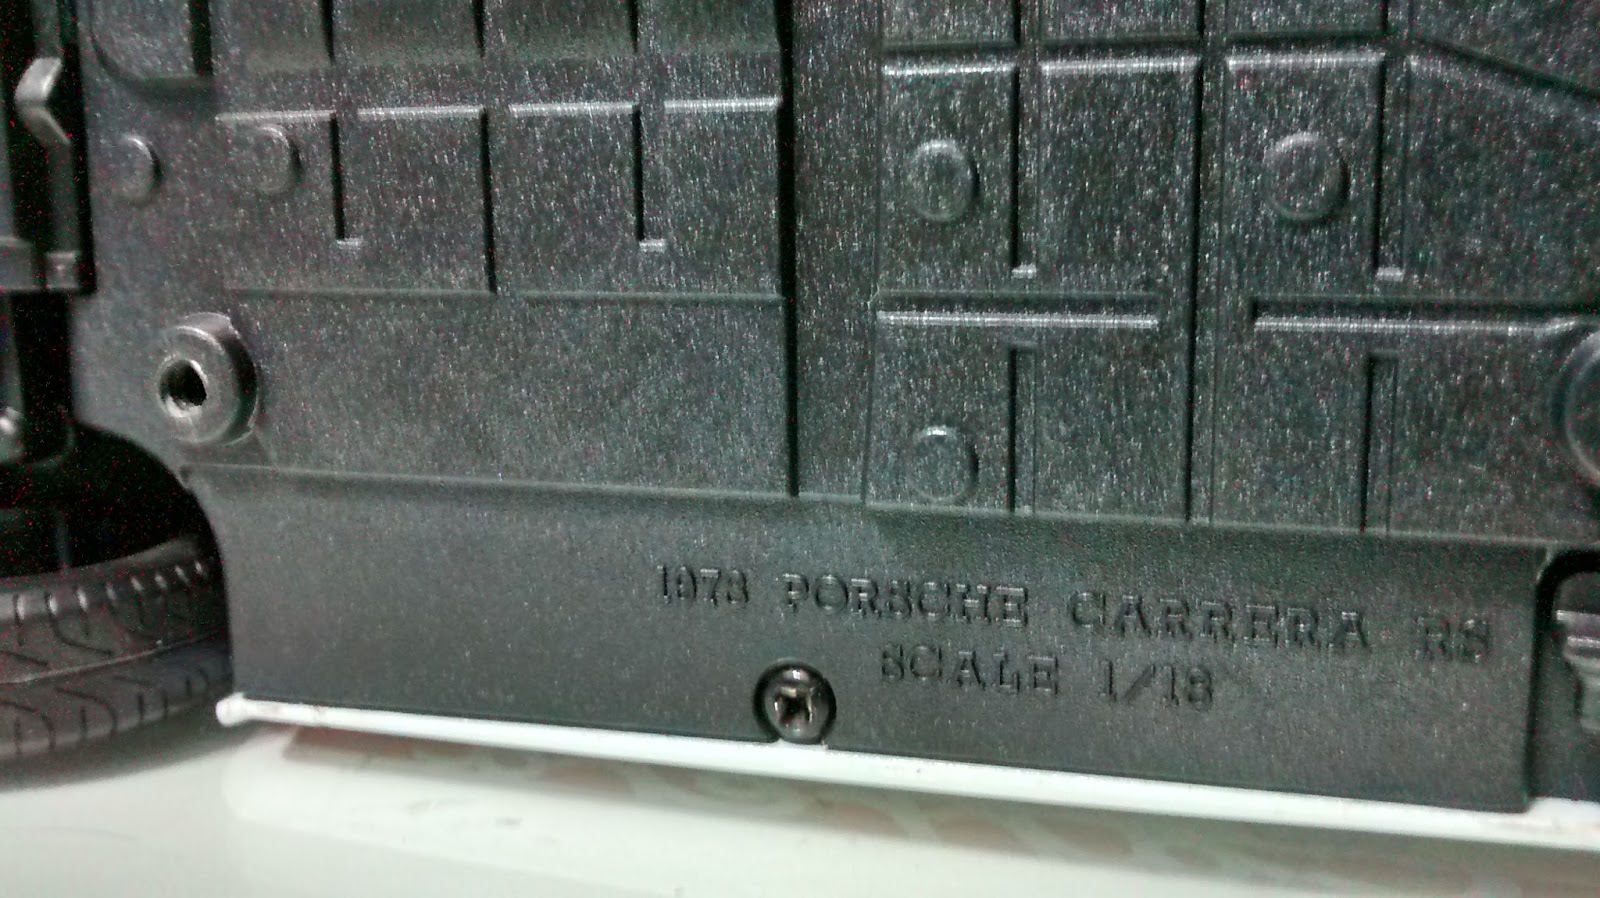 1973 PORSCHE CARRERA RS
SCALE 1/18